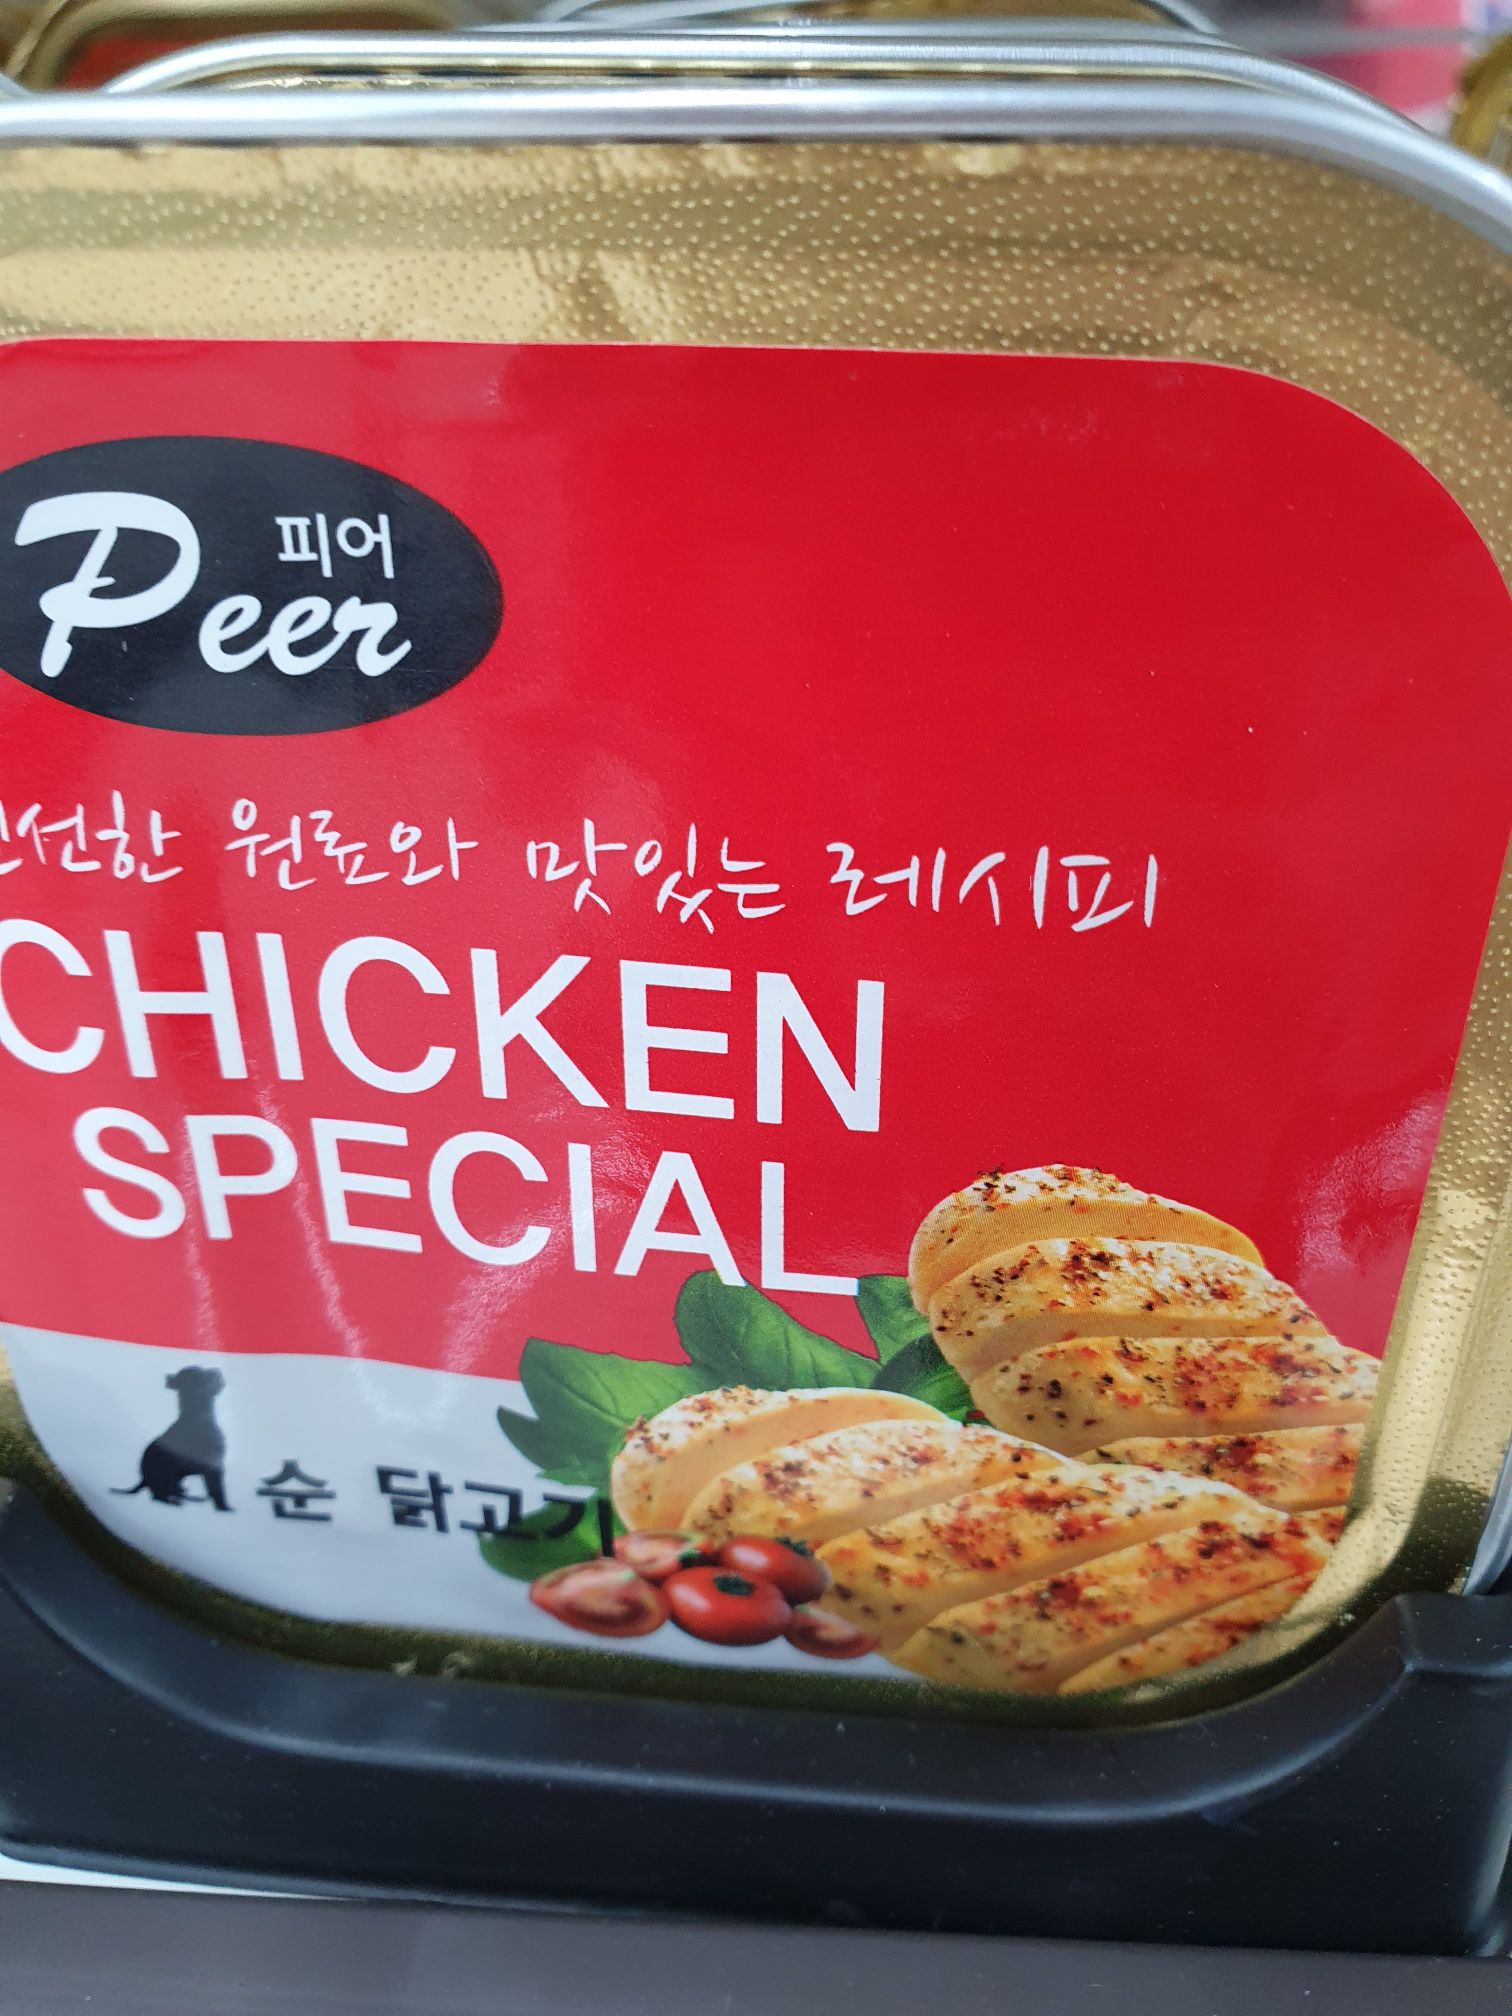 피어
Peer
신선한 원료와 맛있는 레시피
CHICKEN
SPECIAL
순 닭고기